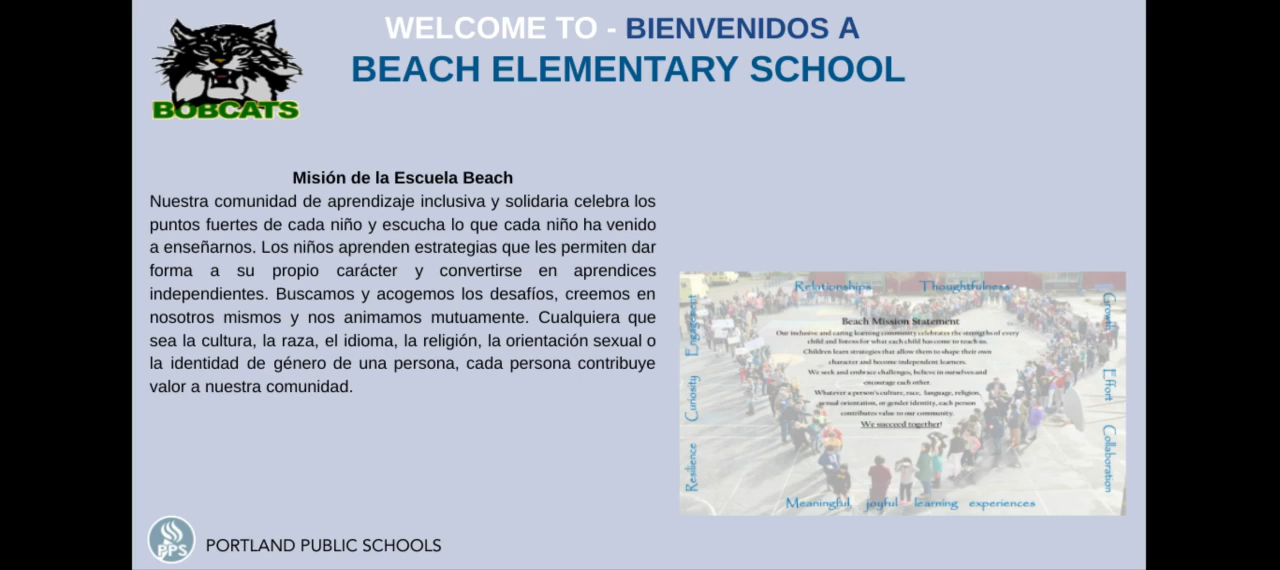 WELCOME TO - BIENVENIDOS A
BEACH ELEMENTARY SCHOOL
BOBCATS
Misión de la Escuela Beach
Nuestra comunidad de aprendizaje inclusiva y solidaria celebra los
puntos fuertes de cada niño y escucha lo que cada niño ha venido
a enseñarnos. Los niños aprenden estrategias que les permiten dar
forma a su propio carácter y convertirse en aprendices
independientes. Buscamos y acogemos los desafíos, creemos en
nosotros mismos y nos animamos mutuamente. Cualquiera que
sea la cultura, la raza, el idioma, la religión, la orientación sexual o
la identidad de género de una persona, cada persona contribuye
valor a nuestra comunidad.
Relationships Thoughtfulness
Engagement
Curiosity
Resilience
Beach Mission Statement
Our inclusive and caring learning community celebrates the strengths of every
child and listens for what each child has come to teach us.
Children learn strategies that allow them to shape their own
character and become independent learners.
We seek and embrace challenges, believe in ourselves and
encourage each other.
Whatever a person's culture, race, language, religion,
sexual orientation, or gender identity, each person
contributes value to our community.
We succeed together!
Growth
Effort
Collaboration
Meaningful, joyful learning experiences
PPS
PORTLAND PUBLIC SCHOOLS